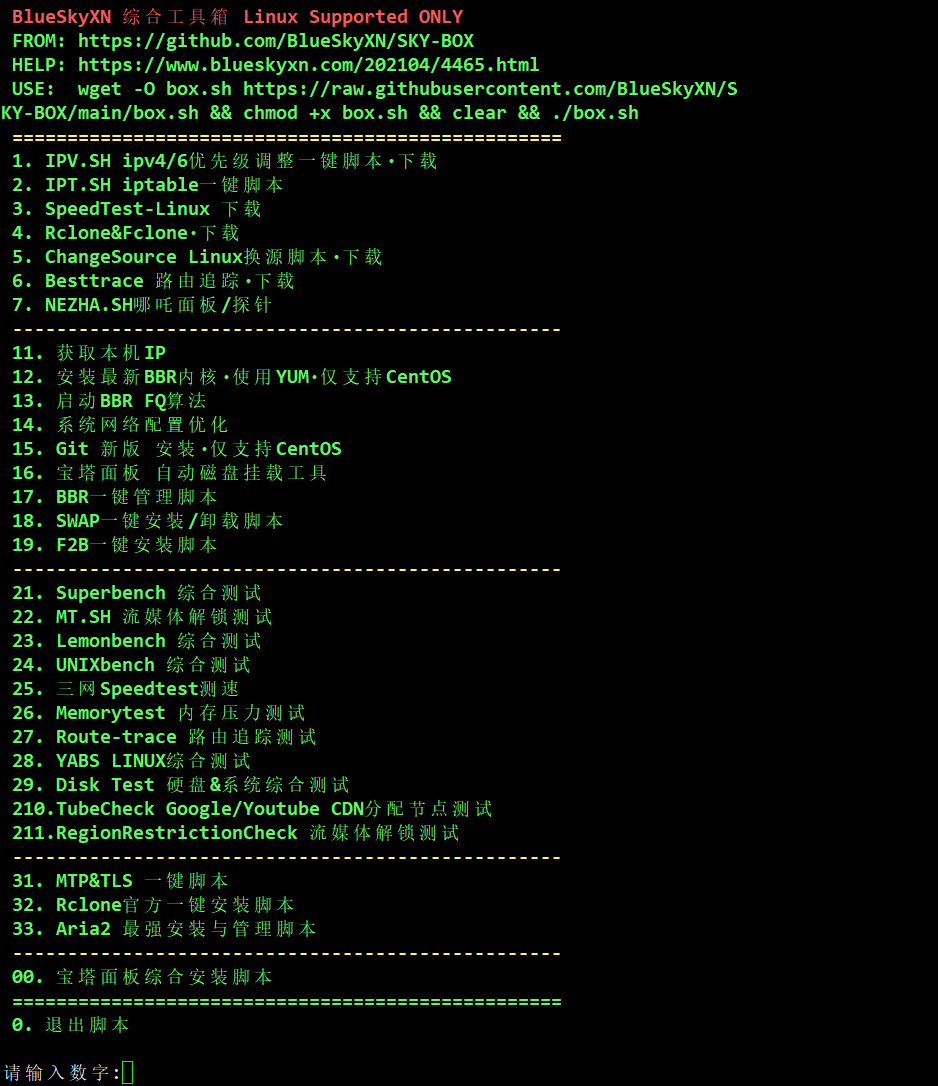 BlueSkyXN 综合工具箱 Linux Supported ONLY
FROM: https://github.com/BlueSkyXN/SKY-BOX
HELP: https://www.blueskyxn.com/202104/4465.html
USE:  wget -O box.sh https://raw.githubusercontent.com/BlueSkyXN/S
KY-BOX/main/box.sh && chmod +x box.sh && clear && ./box.sh
==================================================
1. IPV.SH ipv4/6优先级调整一键脚本·下载
2. IPT.SH iptable一键脚本
3. SpeedTest-Linux 下载
4. Rclone&Fclone·下载
5. ChangeSource Linux换源脚本·下载
6. Besttrace 路由追踪·下载
7. NEZHA.SH哪吒面板/探针
--------------------------------------------------
11. 获取本机IP
12. 安装最新BBR内核·使用YUM·仅支持CentOS
13. 启动BBR FQ算法
14. 系统网络配置优化
15. Git 新版 安装·仅支持CentOS
16. 宝塔面板 自动磁盘挂载工具
17. BBR一键管理脚本
18. SWAP一键安装/卸载脚本
19. F2B一键安装脚本
--------------------------------------------------
21. Superbench 综合测试
22. MT.SH 流媒体解锁测试
23. Lemonbench 综合测试
24. UNIXbench 综合测试
25. 三网Speedtest测速
26. Memorytest 内存压力测试
27. Route-trace 路由追踪测试
28. YABS LINUX综合测试
29. Disk Test 硬盘&系统综合测试
210.TubeCheck Google/Youtube CDN分配节点测试
211.RegionRestrictionCheck 流媒体解锁测试
--------------------------------------------------
31. MTP&TLS 一键脚本
32. Rclone官方一键安装脚本
33. Aria2 最强安装与管理脚本
--------------------------------------------------
00. 宝塔面板综合安装脚本
==================================================
0. 退出脚本
请输入数字: